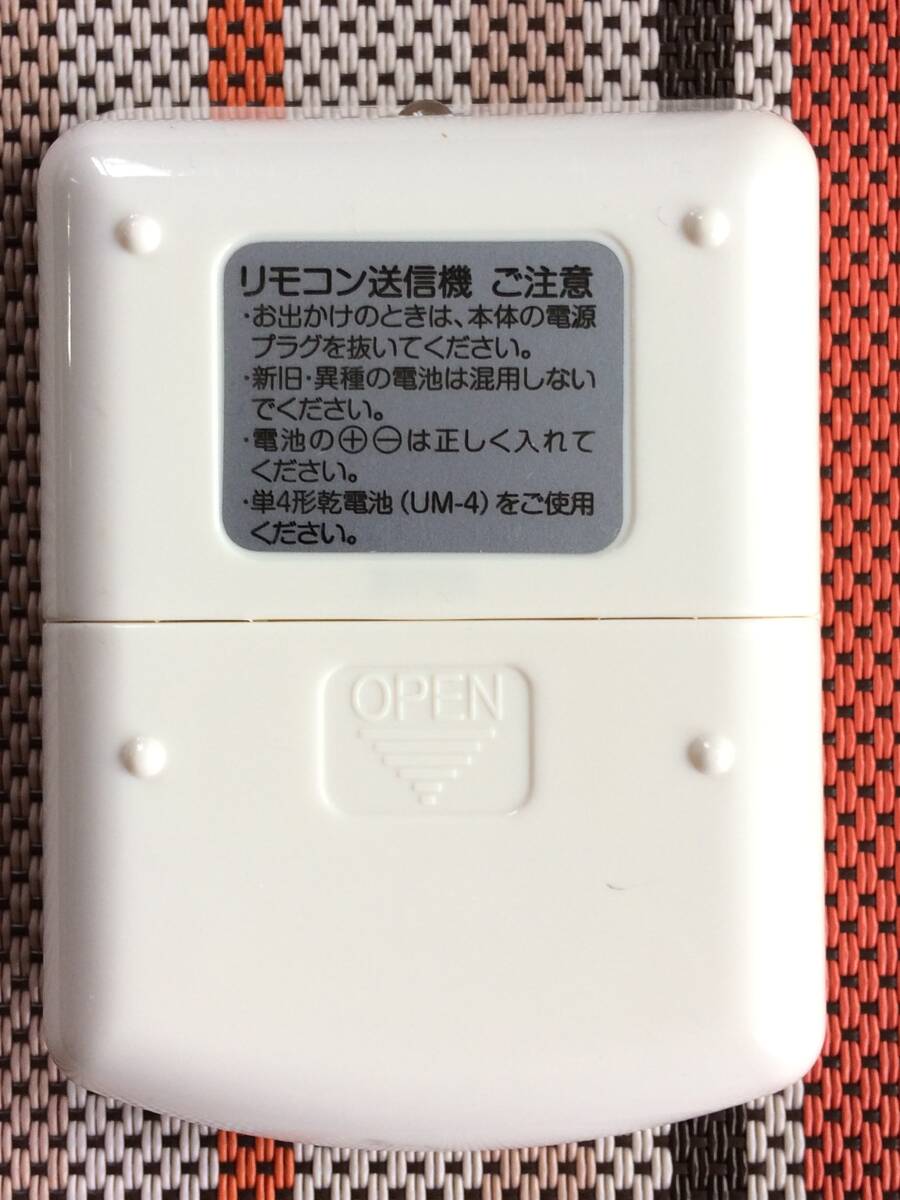 リモコン送信機 ご注意
・お出かけのときは、本体の電源
プラグを抜いてください。
・新旧・異種の電池は混用しない
でください。
・電池の⊕⊖は正しく入れて
ください。
・単4形乾電池(UM-4)をご使用
ください。
OPEN